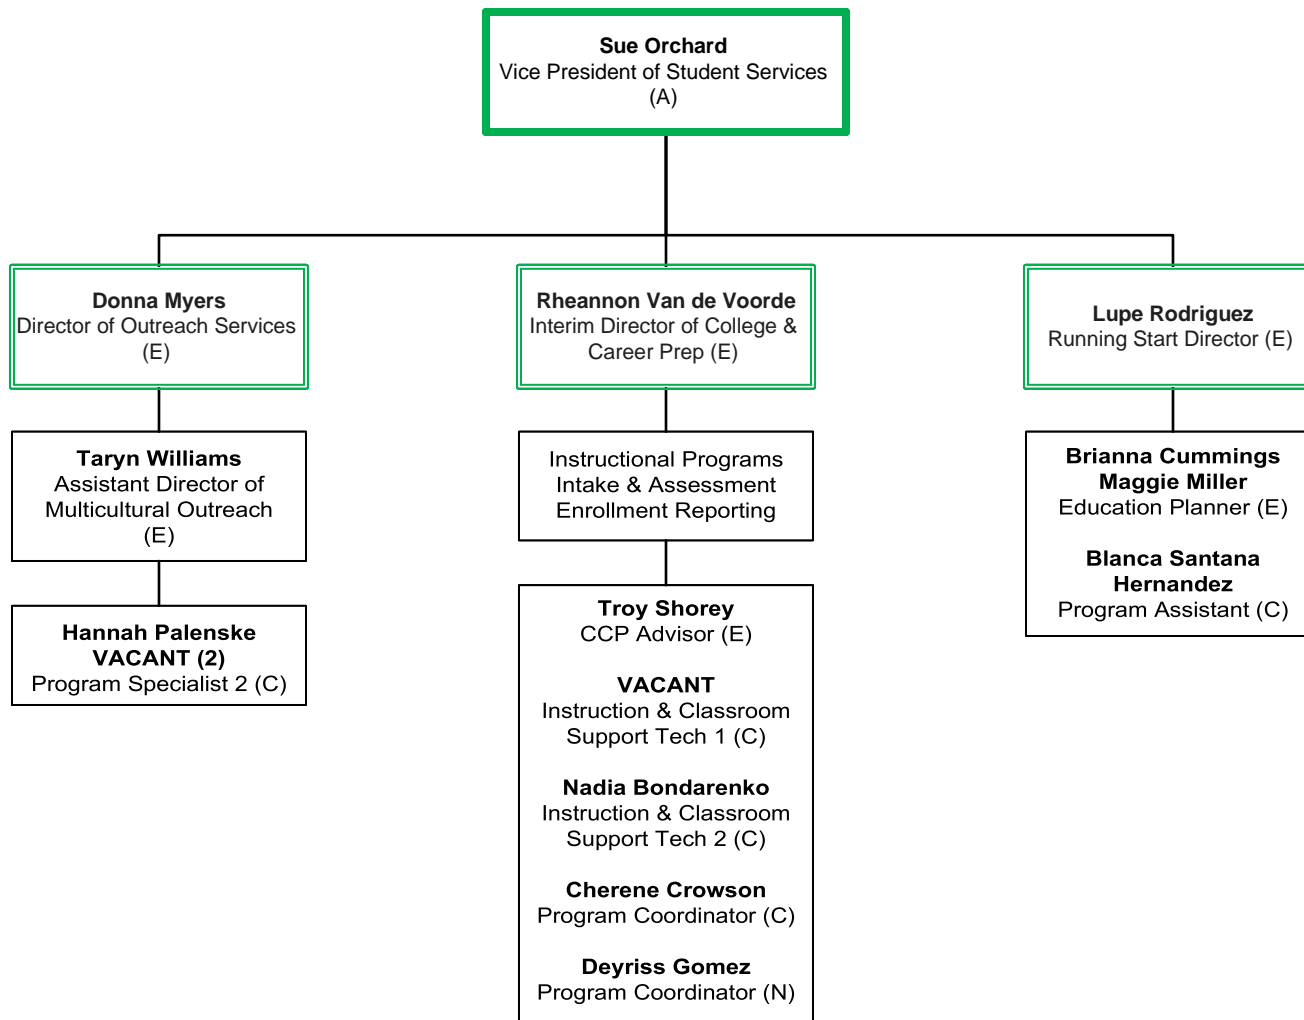 Sue Orchard
Vice President of Student Services
(A)
Donna Myers
Director of Outreach Services
(E)
Rheannon Van de Voorde
Interim Director of College &
Career Prep (E)
Lupe Rodriguez
Running Start Director (E)
Taryn Williams
Assistant Director of
Multicultural Outreach
(E)
Instructional Programs
Intake & Assessment
Enrollment Reporting
Brianna Cummings
Maggie Miller
Education Planner (E)
Blanca Santana
Hernandez
Program Assistant (C)
Hannah Palenske
VACANT (2)
Program Specialist 2 (C)
Troy Shorey
CCP Advisor (E)
VACANT
Instruction & Classroom
Support Tech 1 (C)
Nadia Bondarenko
Instruction & Classroom
Support Tech 2 (C)
Cherene Crowson
Program Coordinator (C)
Deyriss Gomez
Program Coordinator (N)